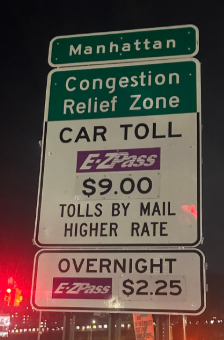 Manhattan
Congestion
Relief Zone
CAR TOLL
E-ZPass
$9.00
TOLLS BY MAIL
HIGHER RATE
OVERNIGHT
E-ZPass $2.25